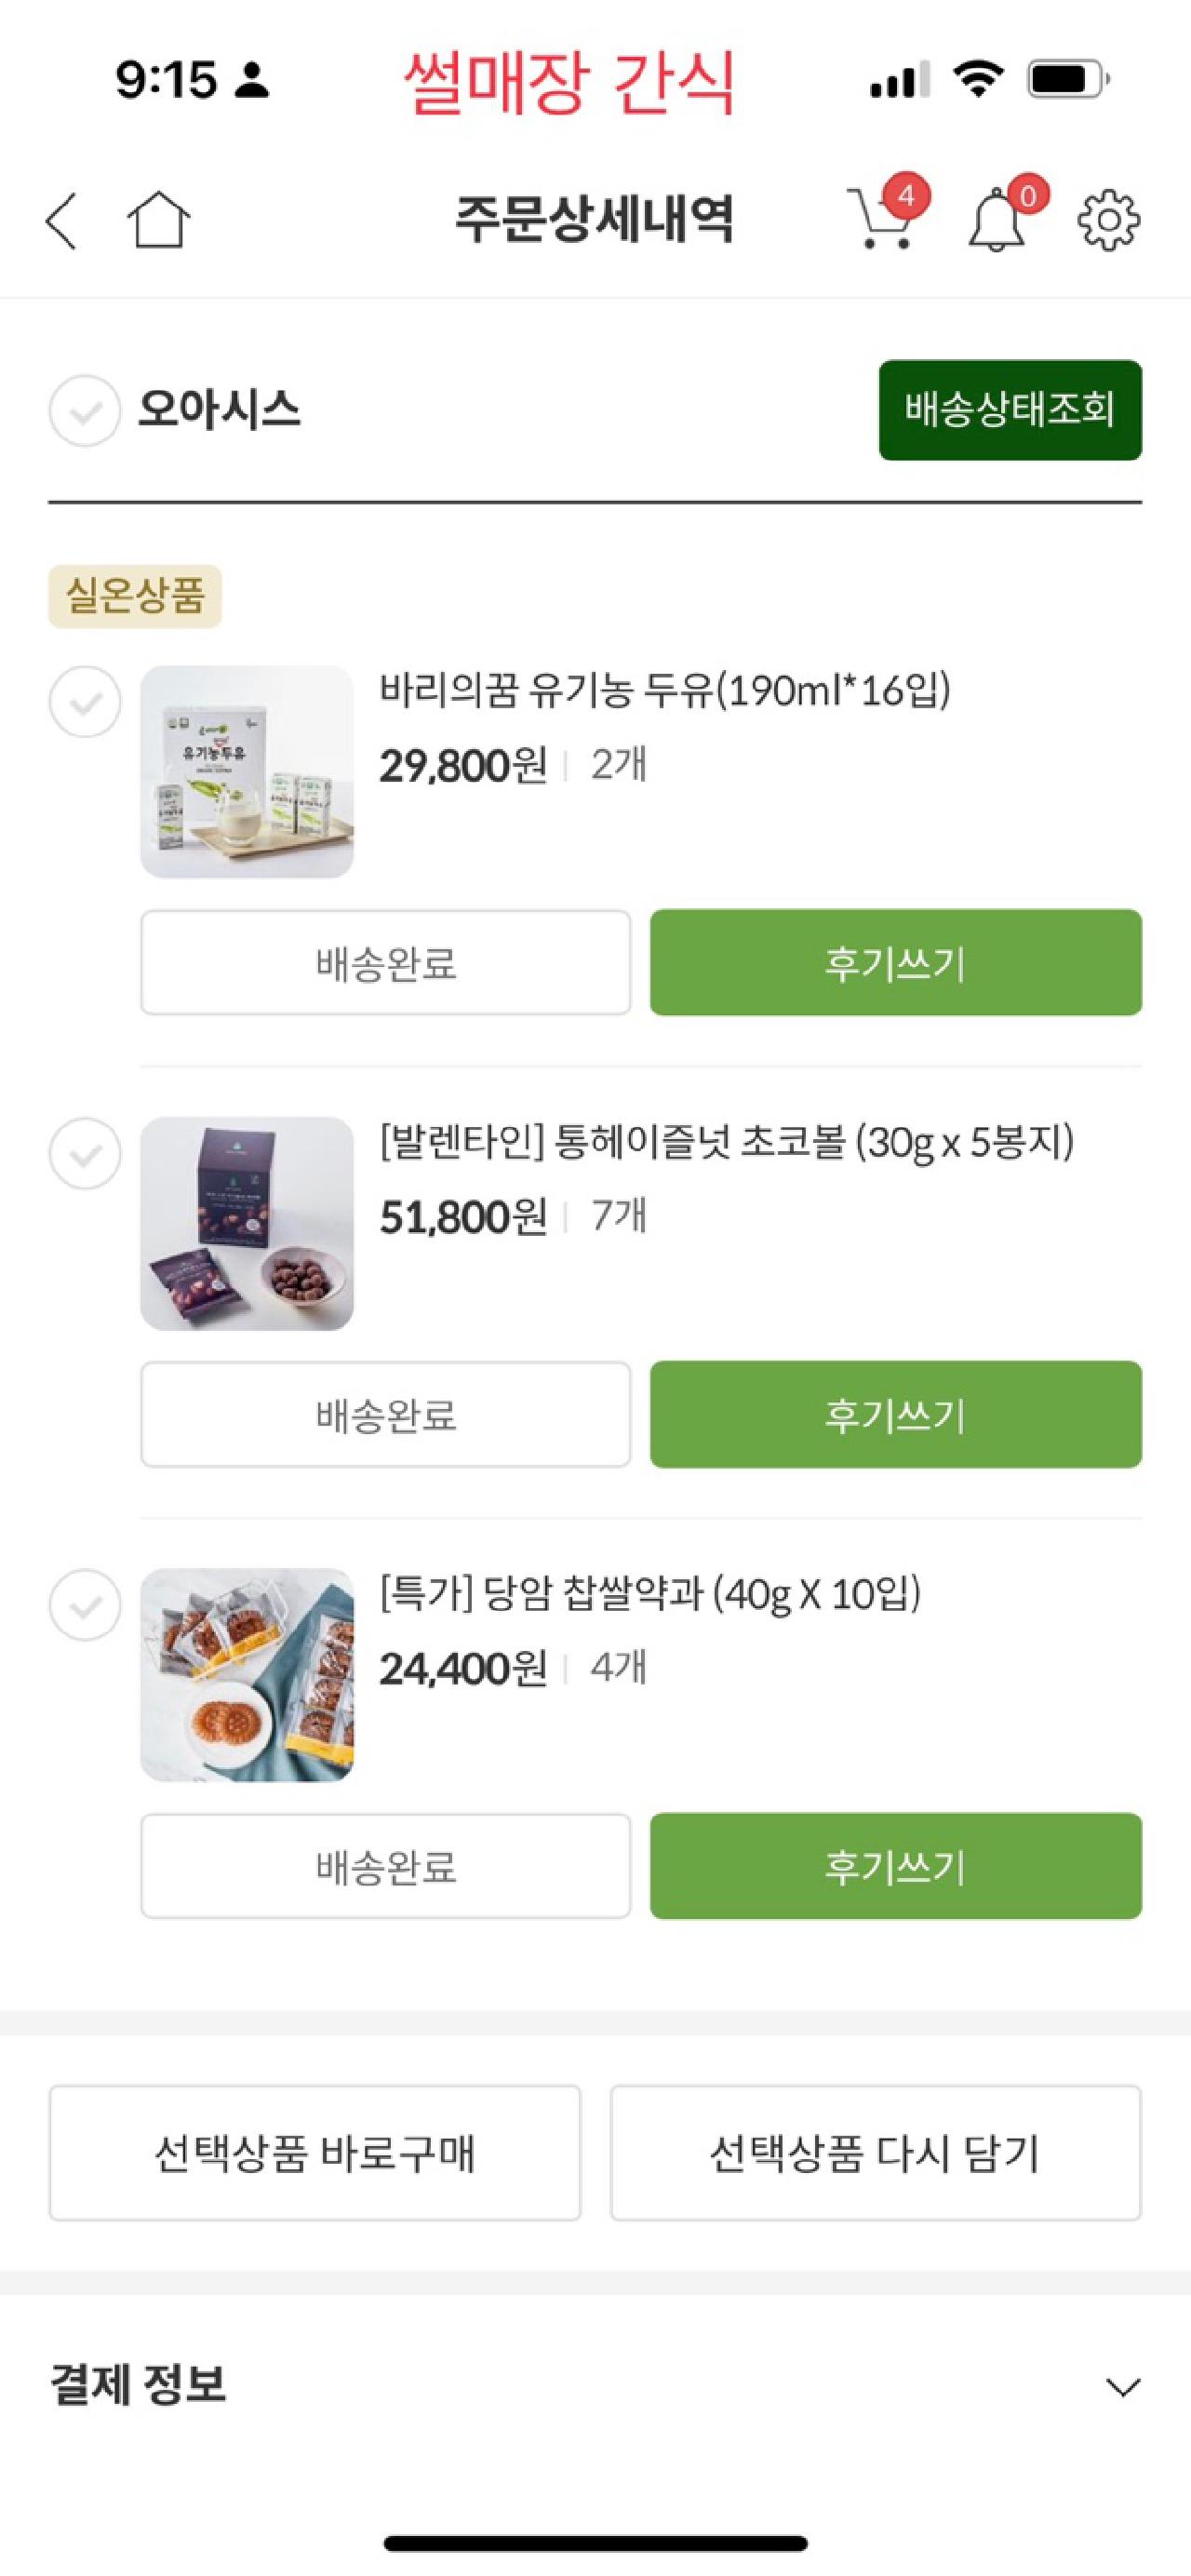 9:15
썰매장 간식
주문상세내역
4
0
오아시스
배송상태조회
실온상품
바리의꿈 유기농 두유(190ml*16입)
29,800원 | 2개
유기농두유
배송완료
후기쓰기
[발렌타인] 통헤이즐넛 초코볼 (30g x 5봉지)
51,800원 | 7개
배송완료
후기쓰기
[특가] 당암 찹쌀약과 (40g X 10입)
24,400원 | 4개
배송완료
후기쓰기
선택상품 바로구매
선택상품 다시 담기
결제 정보